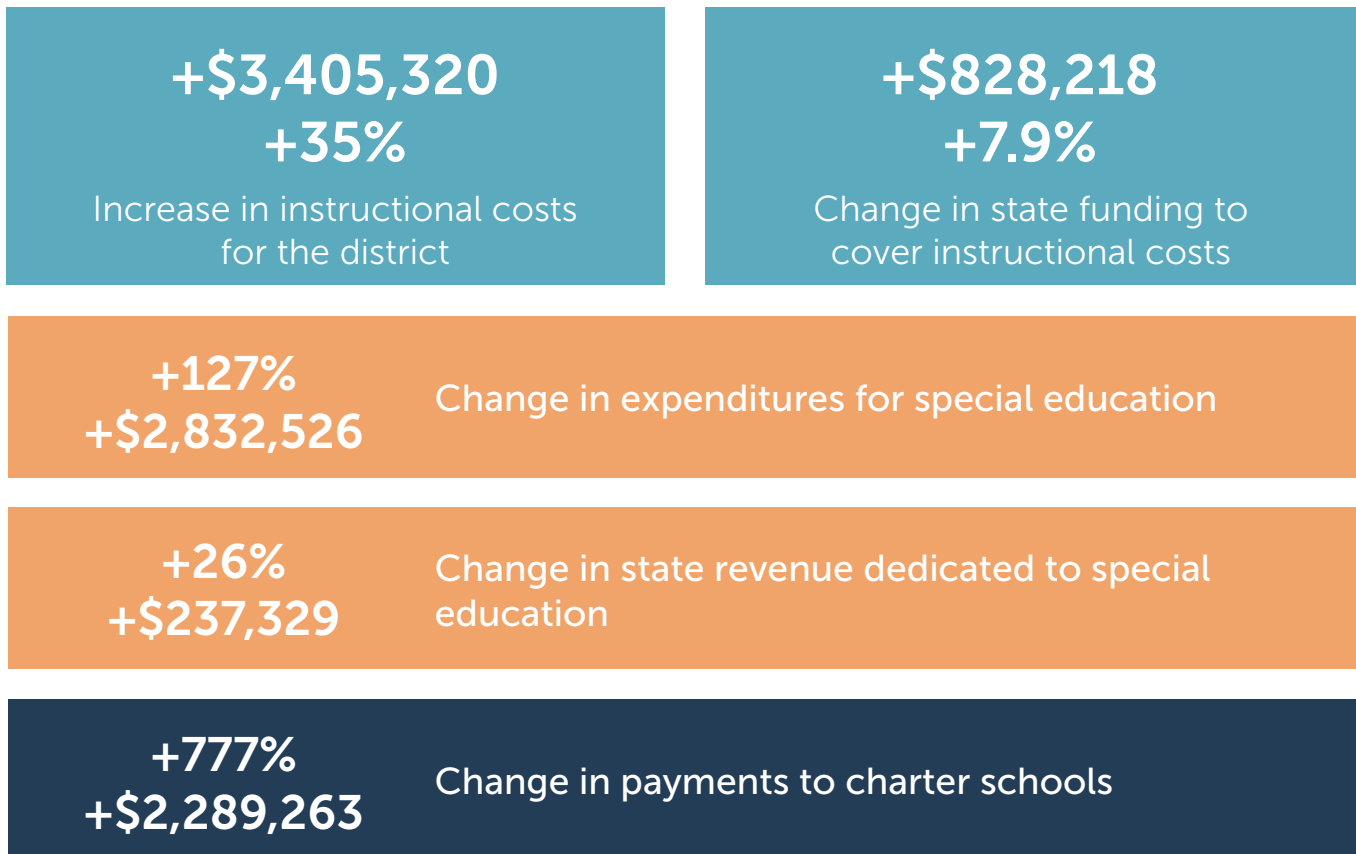 +$3,405,320
+35%
Increase in instructional costs
for the district
+$828,218
+7.9%
Change in state funding to
cover instructional costs
+127%
+$2,832,526
Change in expenditures for special education
+26%
+$237,329
Change in state revenue dedicated to special
education
+777%
+$2,289,263
Change in payments to charter schools